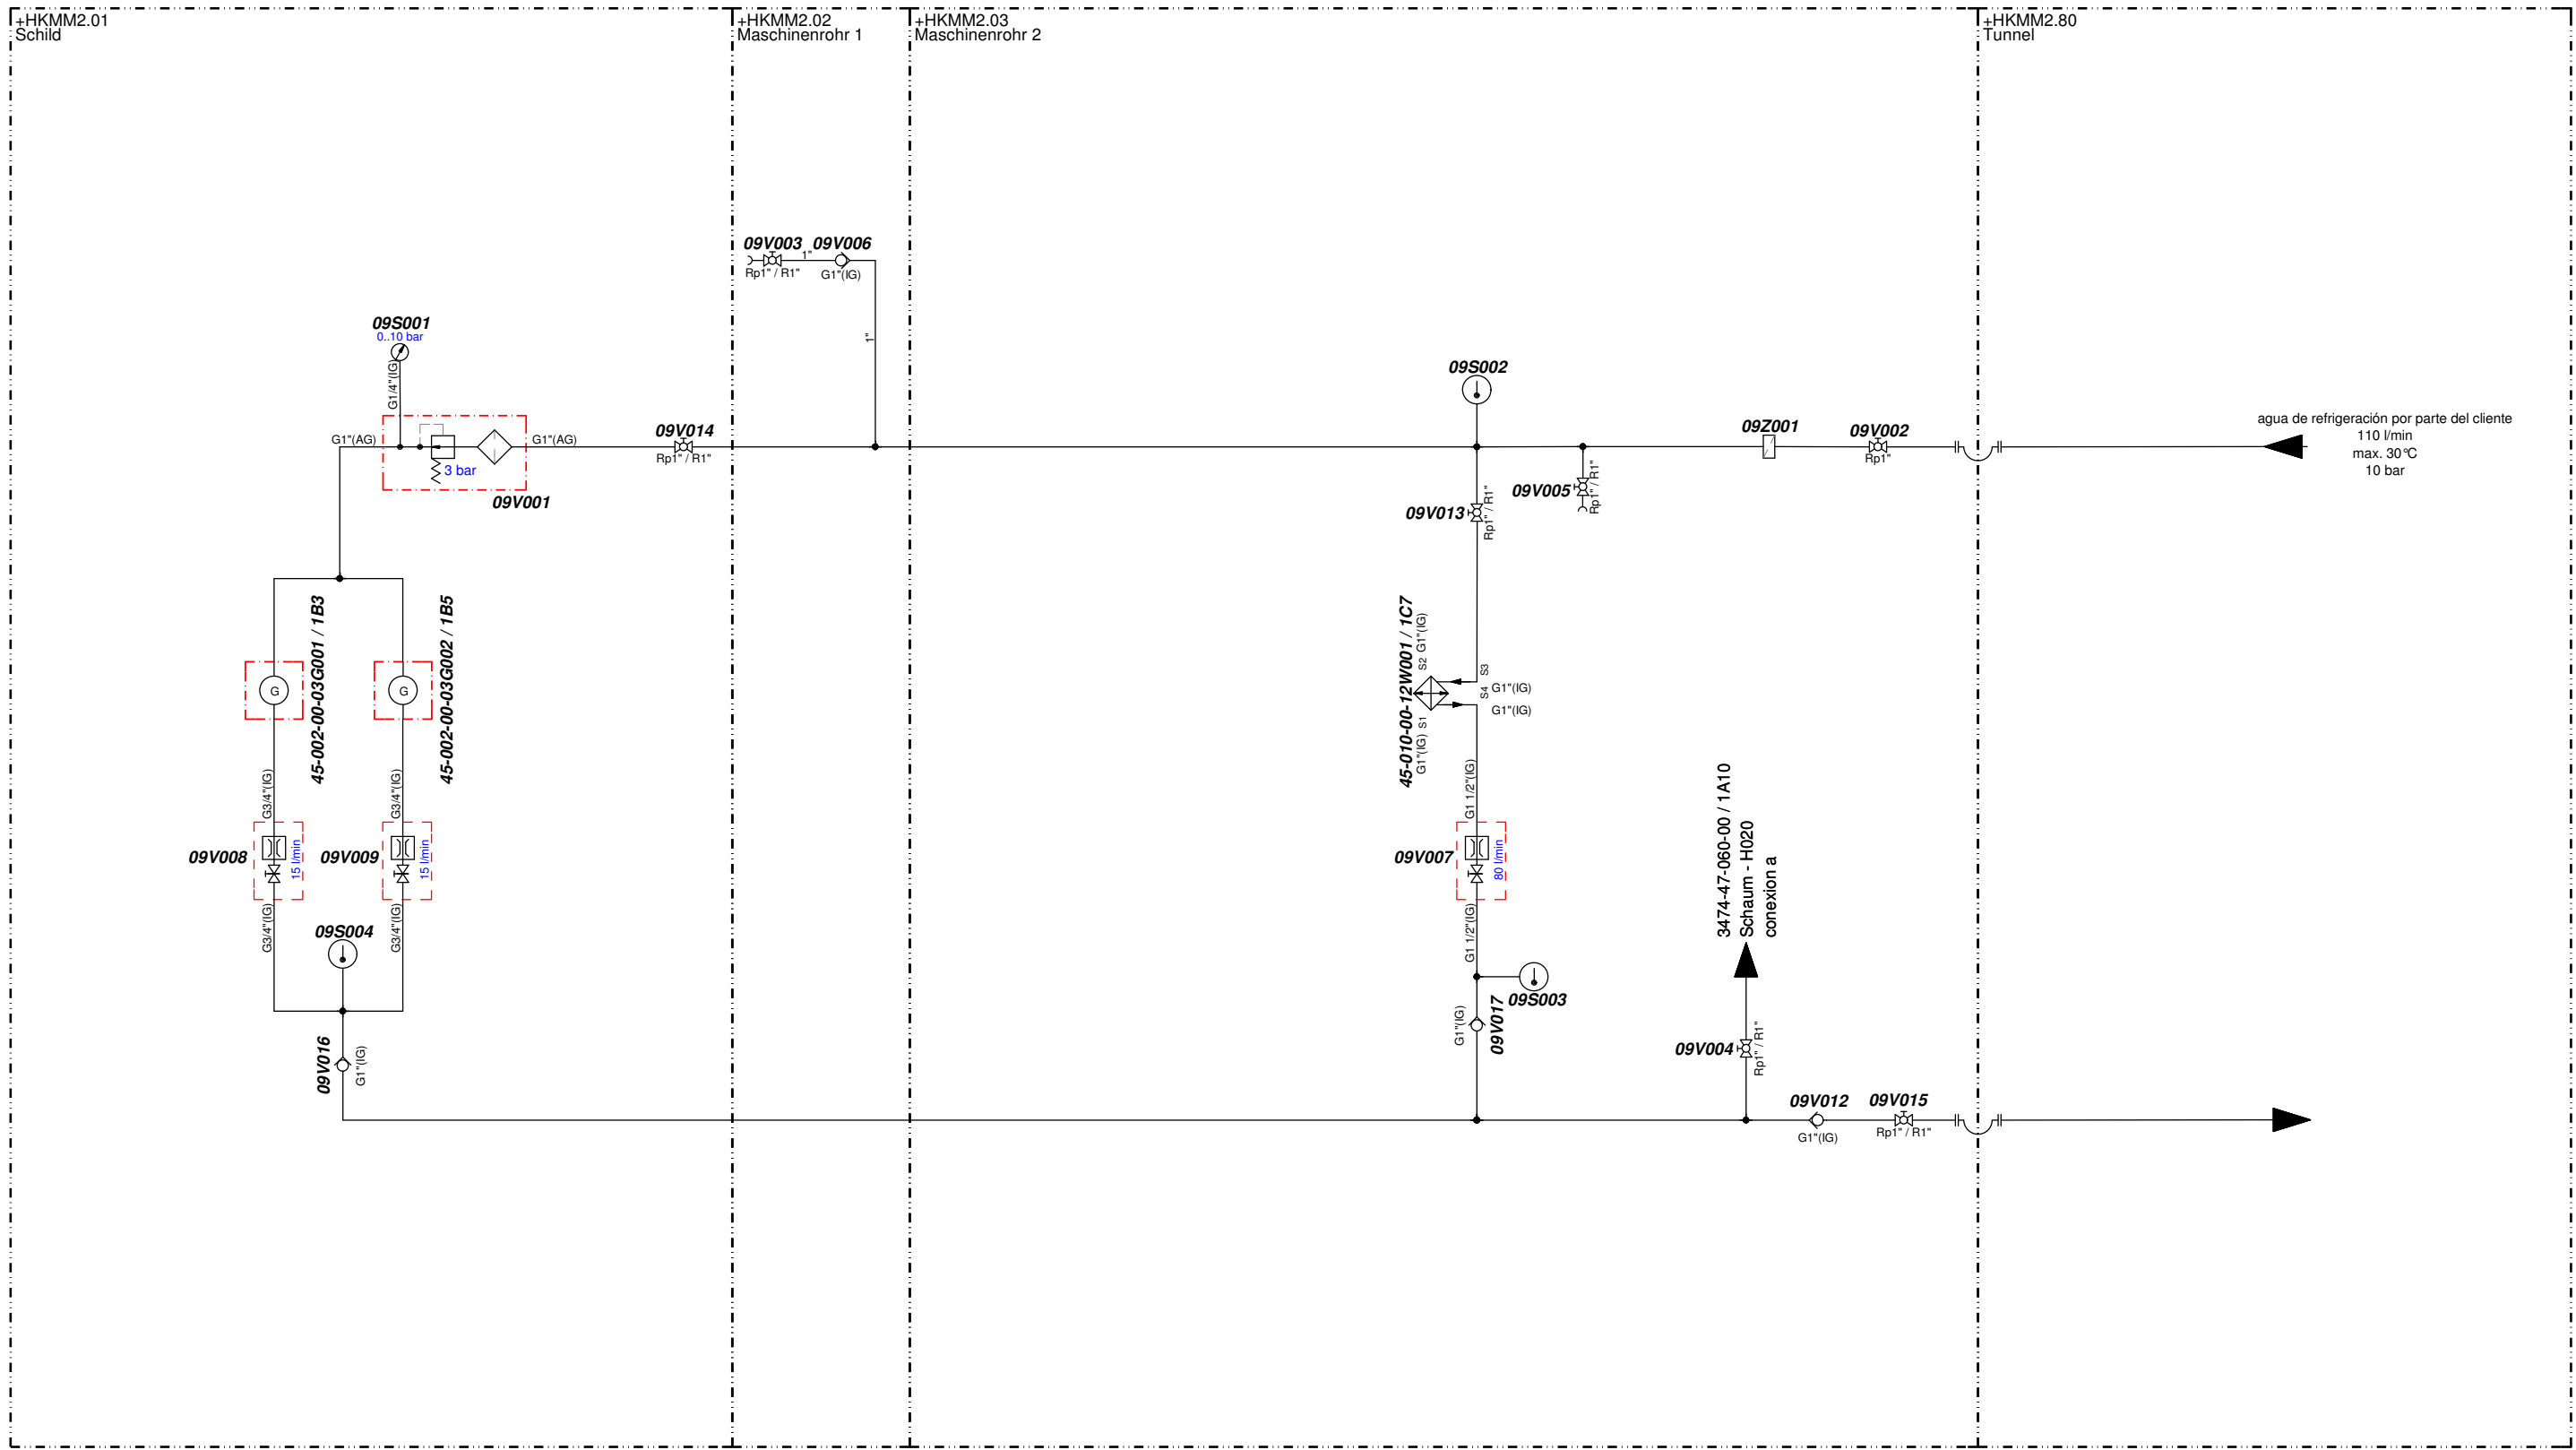 +HKMM2.01
Schild
+HKMM2.02
Maschinenrohr 1
+HKMM2.03
Maschinenrohr 2
+HKMM2.80
Tunnel
09V003
09V006
1"
Rp1" / R1"
G1"(IG)
1"
09S001
0..10 bar
G1/4"(IG)
G1"(AG)
G1"(AG)
3 bar
09V001
09V014
Rp1" / R1"
09S002
09Z001
09V002
Rp1"
agua de refrigeración por parte del cliente
110 l/min
max. 30°C
10 bar
09V005
Rp1" / R1"
09V013
Rp1" / R1"
45-002-00-03G001 / 1B3
45-002-00-03G002 / 1B5
G
G
45-010-00-12W001 / 1C7
G1"(IG) S1
S2 G1"(IG)
S3
S4
G1"(IG)
G1"(IG)
G3/4"(IG)
G3/4"(IG)
G1 1/2"(IG)
09V008
15 l/min
09V009
15 l/min
09V007
80 l/min
G3/4"(IG)
G3/4"(IG)
G1 1/2"(IG)
3474-47-060-00 / 1A10
Schaum - H020
conexion a
09S004
09S003
09V016
G1"(IG)
G1"(IG)
09V017
09V004
Rp1" / R1"
09V012
G1"(IG)
09V015
Rp1" / R1"